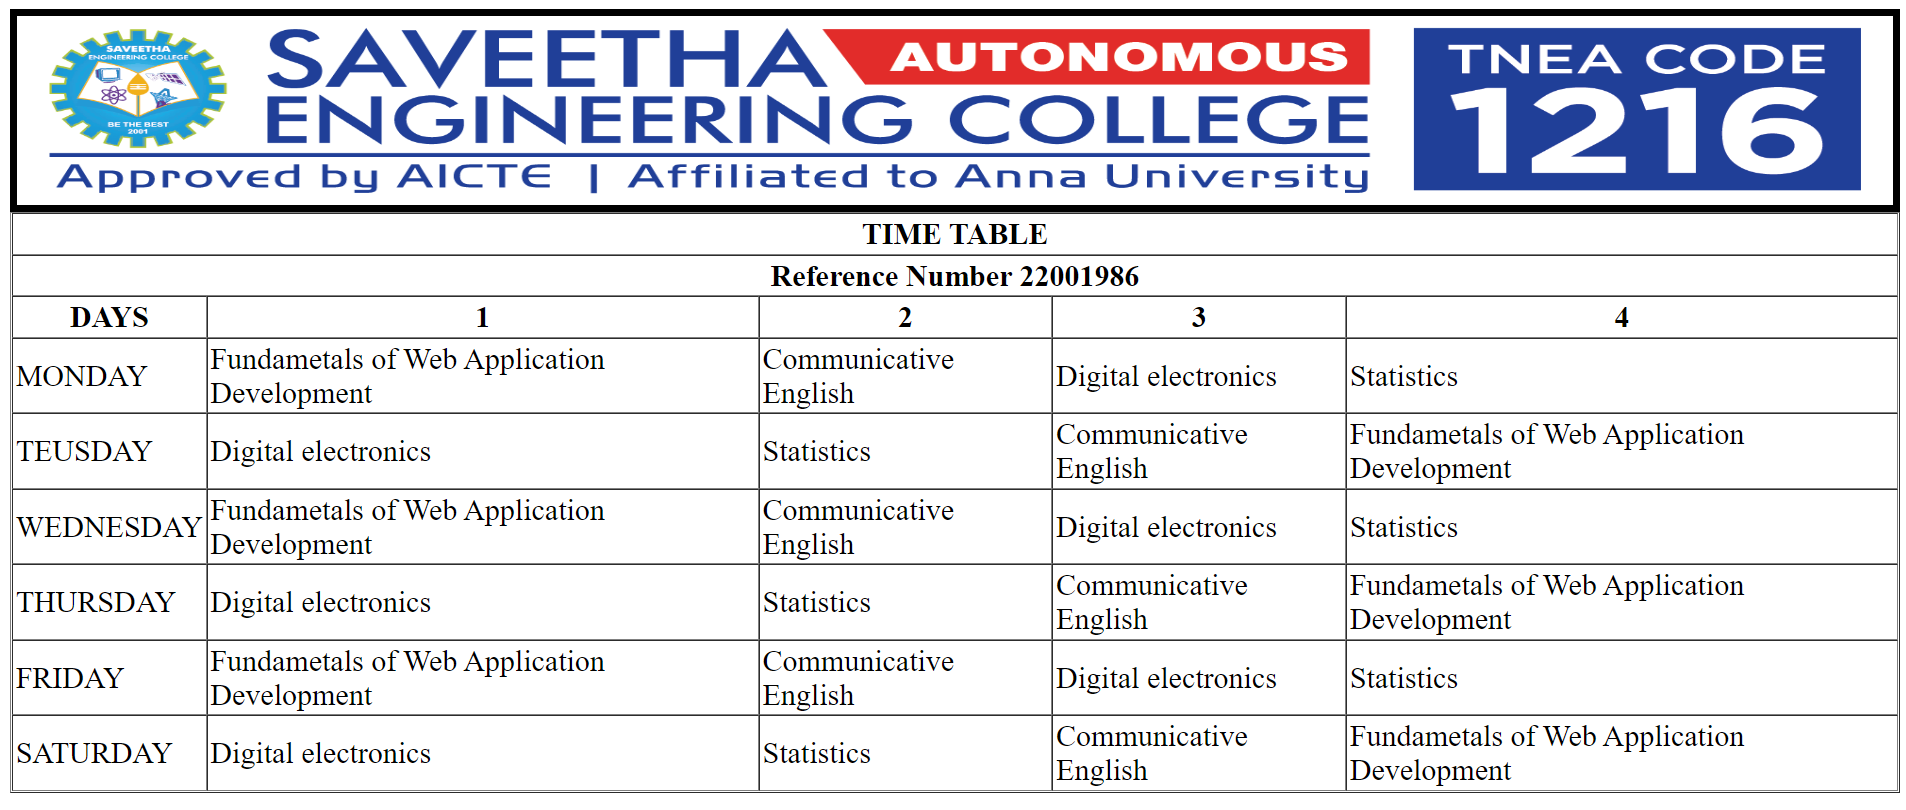 SAVEETHA
ENGINEERING COLLEGE
BE THE BEST
2001
SAVEETHA AUTONOMOUS
ENGINEERING COLLEGE
Approved by AICTE | Affiliated to Anna University
TNEA CODE
1216
TIME TABLE
Reference Number 22001986
DAYS 1 2 3 4
MONDAY Fundametals of Web Application Development Communicative English Digital electronics Statistics
TEUSDAY Digital electronics Statistics Communicative English Fundametals of Web Application Development
WEDNESDAY Fundametals of Web Application Development Communicative English Digital electronics Statistics
THURSDAY Digital electronics Statistics Communicative English Fundametals of Web Application Development
FRIDAY Fundametals of Web Application Development Communicative English Digital electronics Statistics
SATURDAY Digital electronics Statistics Communicative English Fundametals of Web Application Development